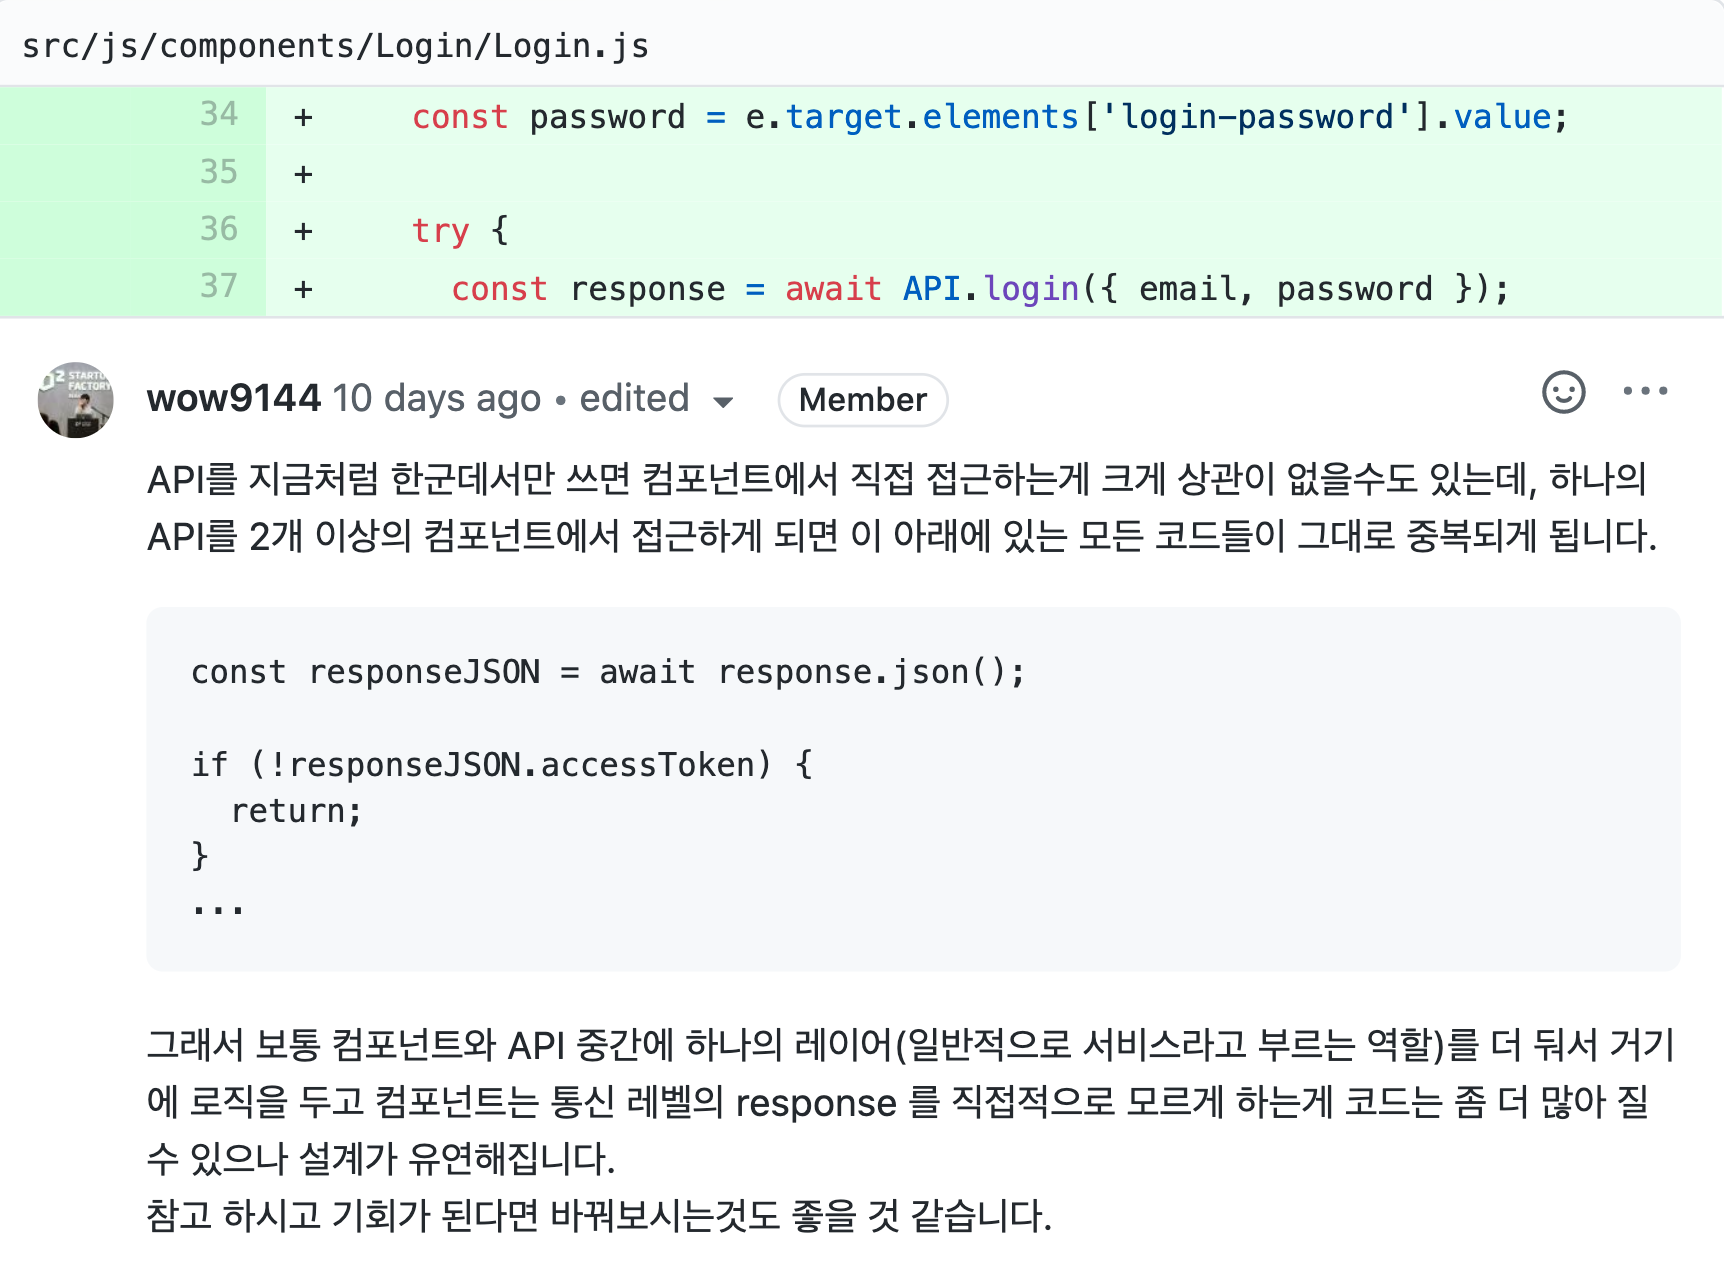 src/js/components/Login/Login.js
34 + const password = e.target.elements['login-password'].value;
35 +
36 + try {
37 + const response = await API.login({ email, password });
STARTU
FACTORY
wow9144 10 days ago • edited Member
API를 지금처럼 한군데서만 쓰면 컴포넌트에서 직접 접근하는게 크게 상관이 없을수도 있는데, 하나의
API를 2개 이상의 컴포넌트에서 접근하게 되면 이 아래에 있는 모든 코드들이 그대로 중복되게 됩니다.
const responseJSON = await response.json();
if (!responseJSON.accessToken) {
return;
}
...
그래서 보통 컴포넌트와 API 중간에 하나의 레이어(일반적으로 서비스라고 부르는 역할)를 더 둬서 거기
에 로직을 두고 컴포넌트는 통신 레벨의 response 를 직접적으로 모르게 하는게 코드는 좀 더 많아 질
수 있으나 설계가 유연해집니다.
참고 하시고 기회가 된다면 바꿔보시는것도 좋을 것 같습니다.